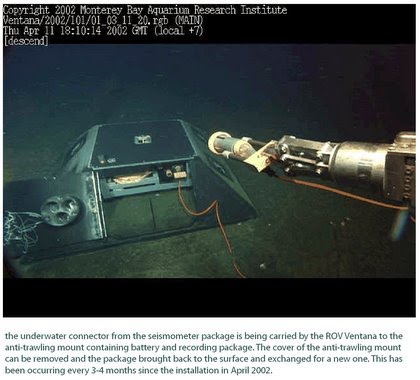 Copyright 2002 Monterey Bay Aquarium Research Institute
Ventana/2002/101/01_03_11_20.rgb (MAIN)
Thu Apr 11 18:10:14 2002 GMT (local +7)
[descend]
the underwater connector from the seismometer package is being carried by the ROV Ventana to the
anti-trawling mount containing battery and recording package. The cover of the anti-trawling mount
can be removed and the package brought back to the surface and exchanged for a new one. This has
been occurring every 3-4 months since the installation in April 2002.